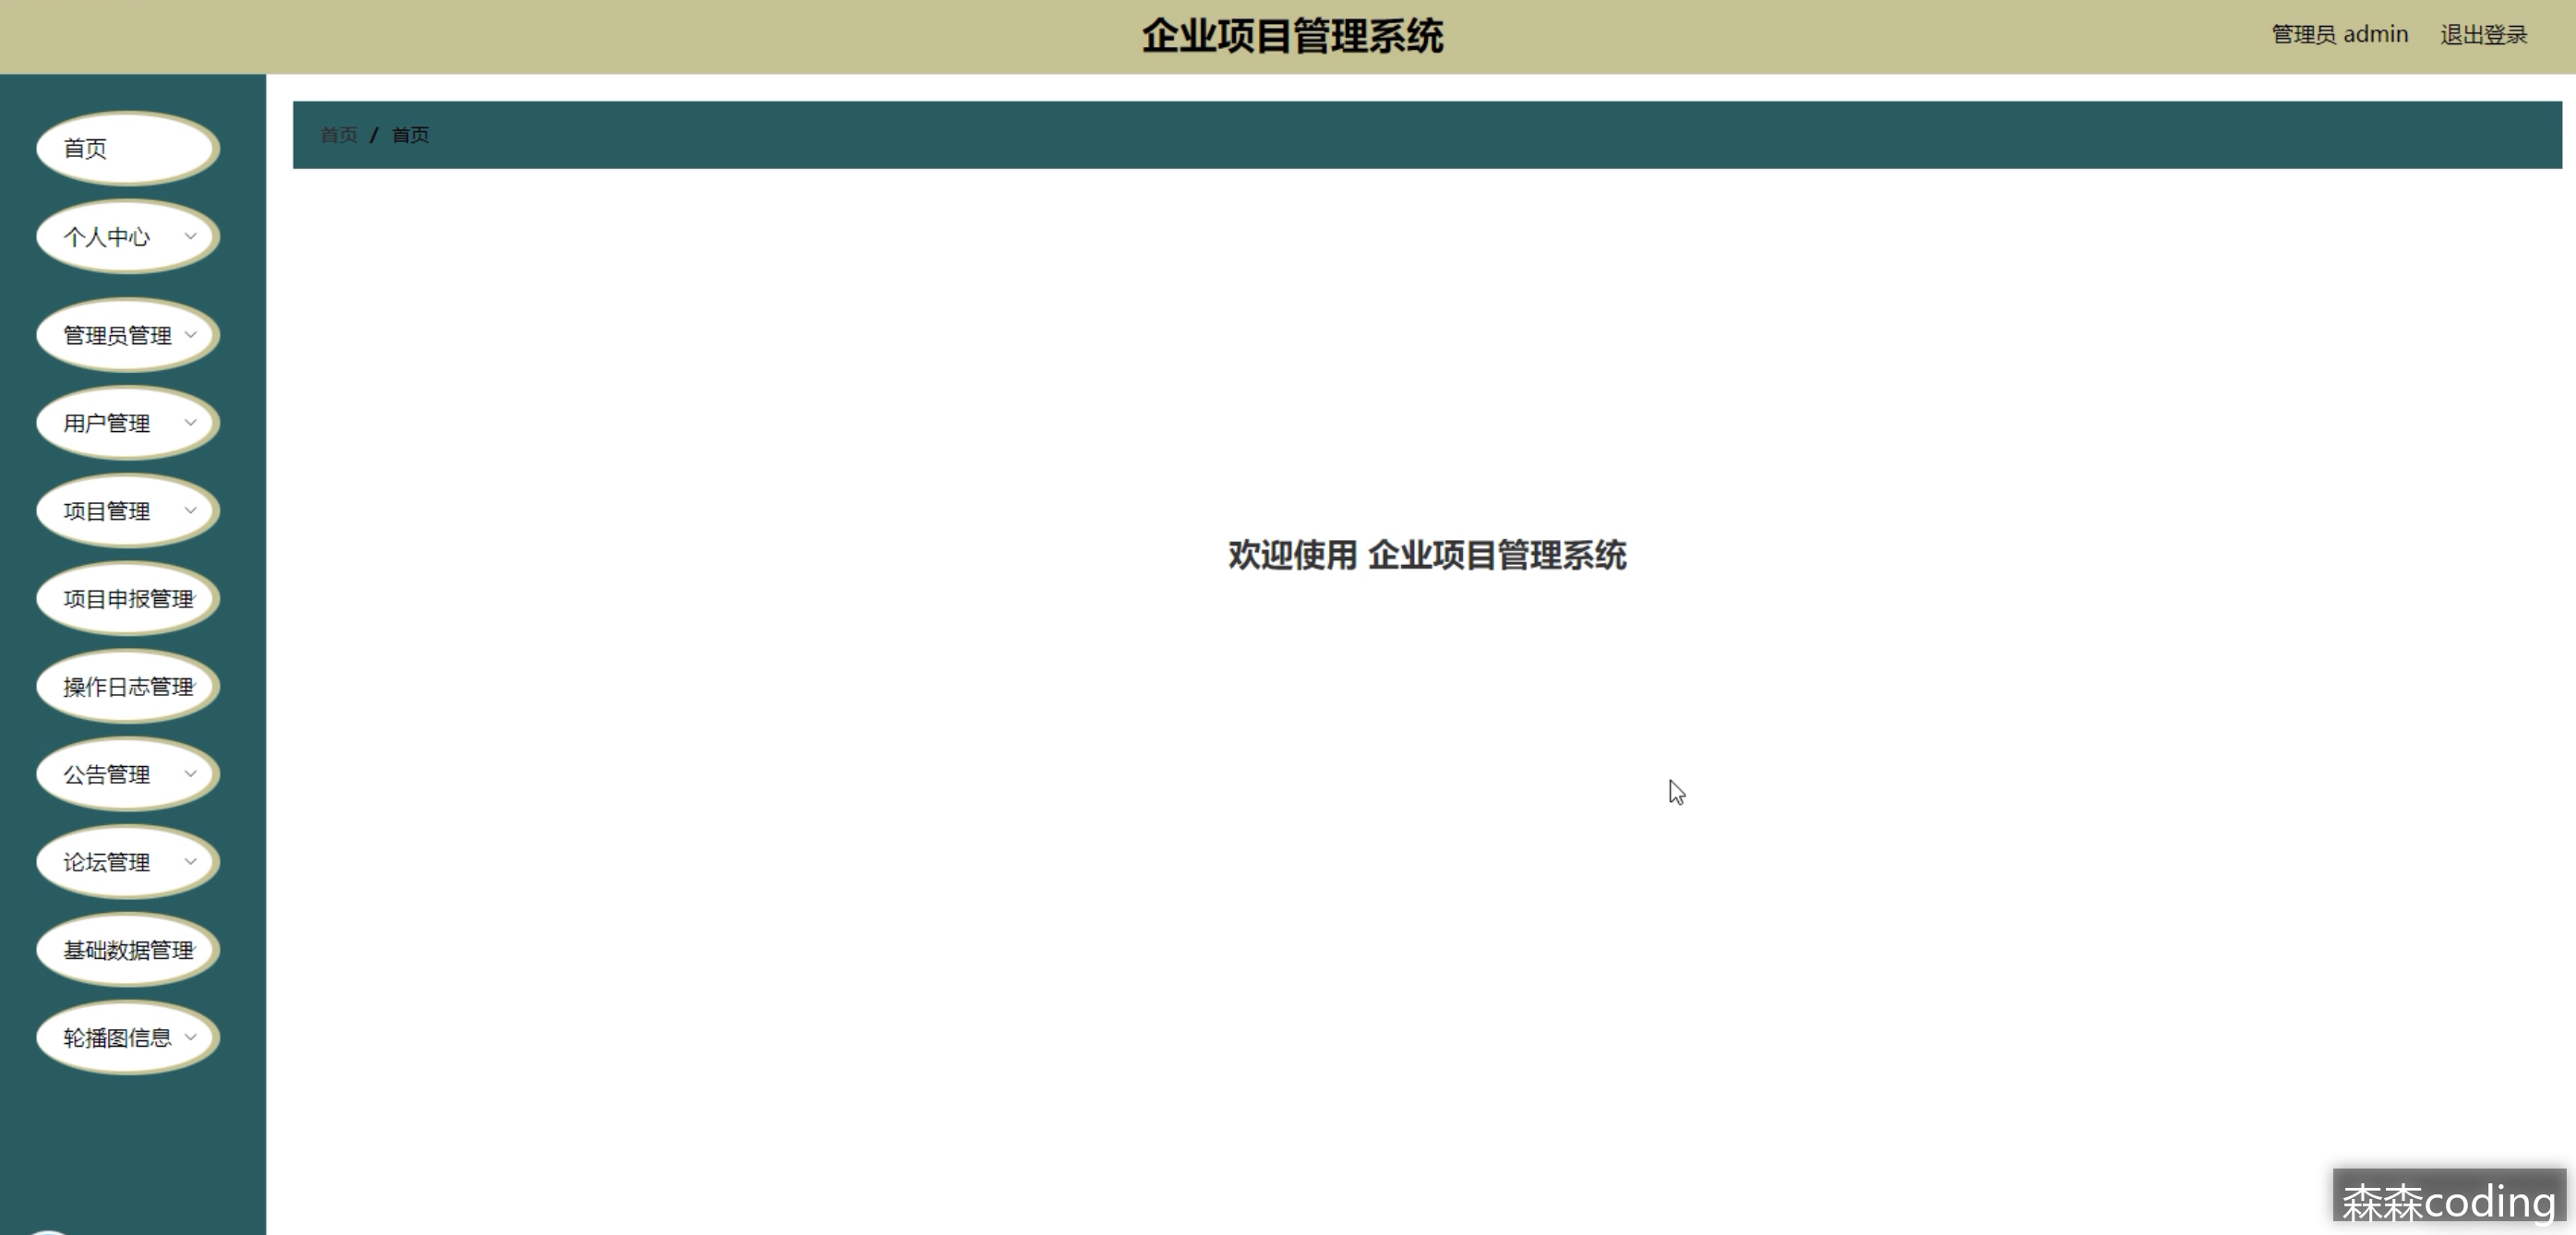 企业项目管理系统
管理员 admin 退出登录
首页
个人中心
管理员管理
用户管理
项目管理
项目申报管理
操作日志管理
公告管理
论坛管理
基础数据管理
轮播图信息
首页 / 首页
欢迎使用 企业项目管理系统
森森coding